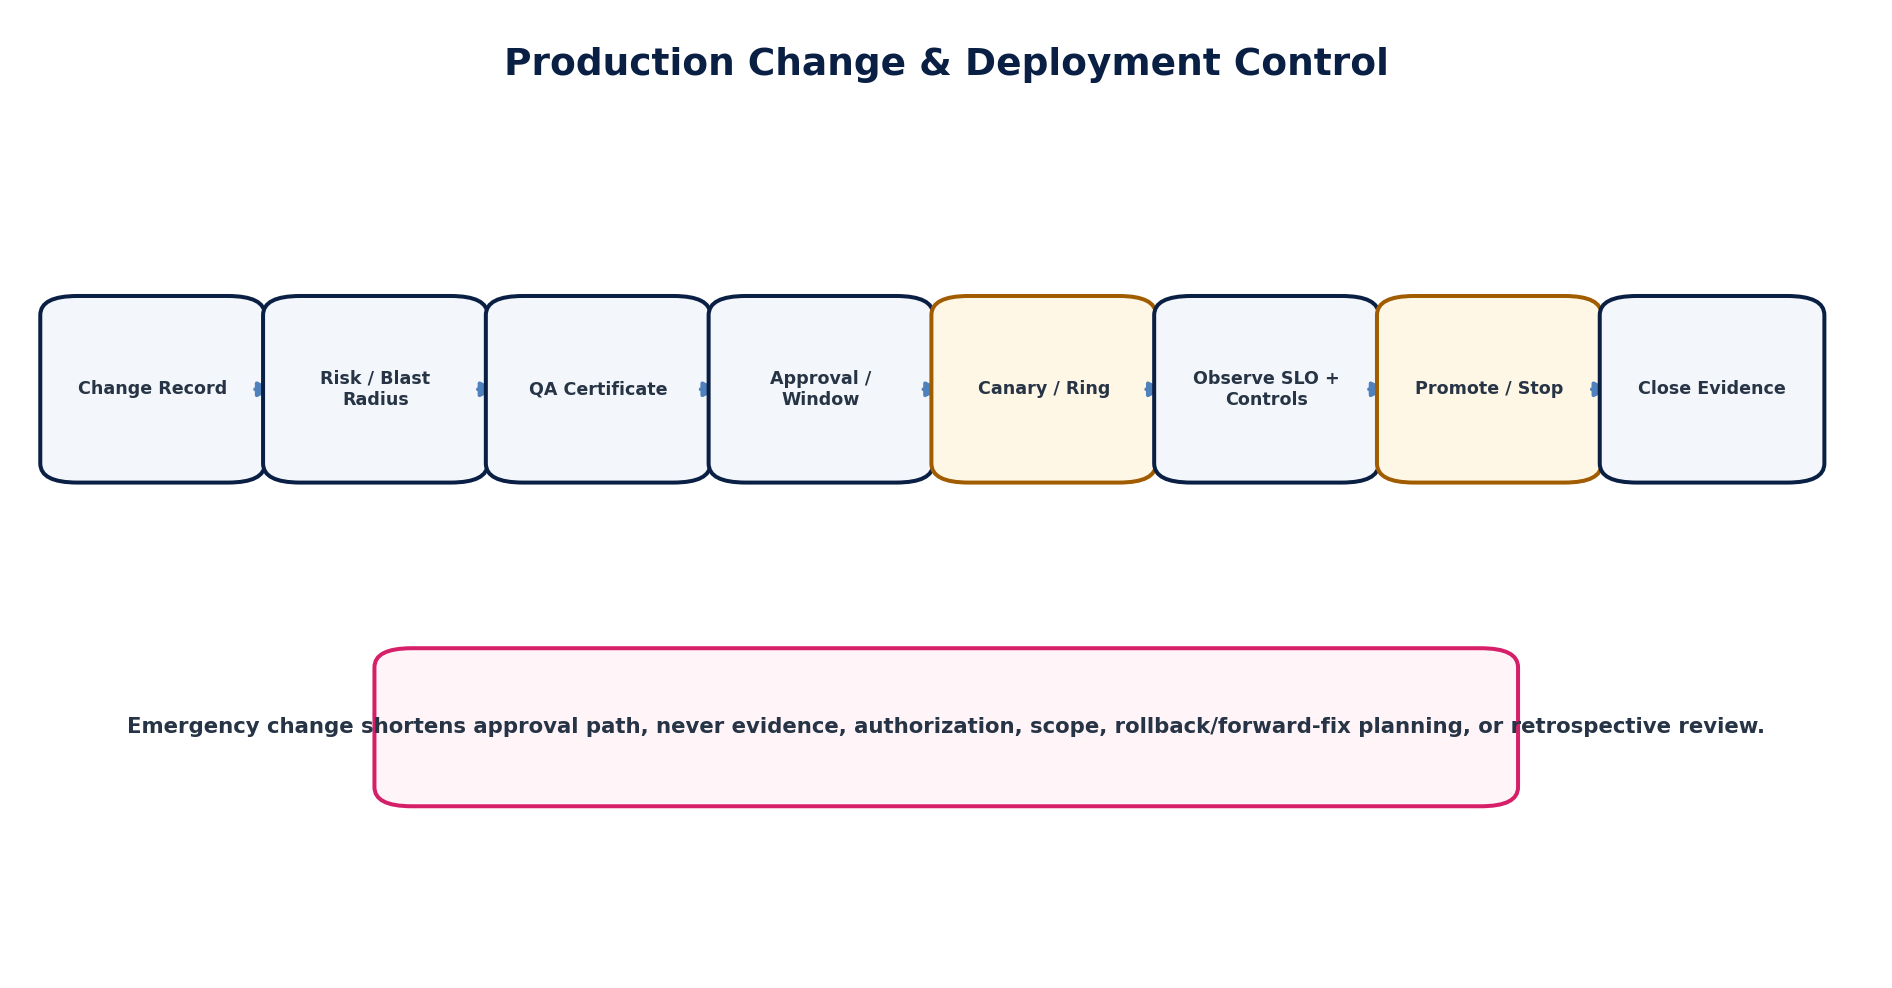 Production Change & Deployment Control
Change Record
Risk / Blast
Radius
QA Certificate
Approval /
Window
Canary / Ring
Observe SLO +
Controls
Promote / Stop
Close Evidence
Emergency change shortens approval path, never evidence, authorization, scope, rollback/forward-fix planning, or retrospective review.